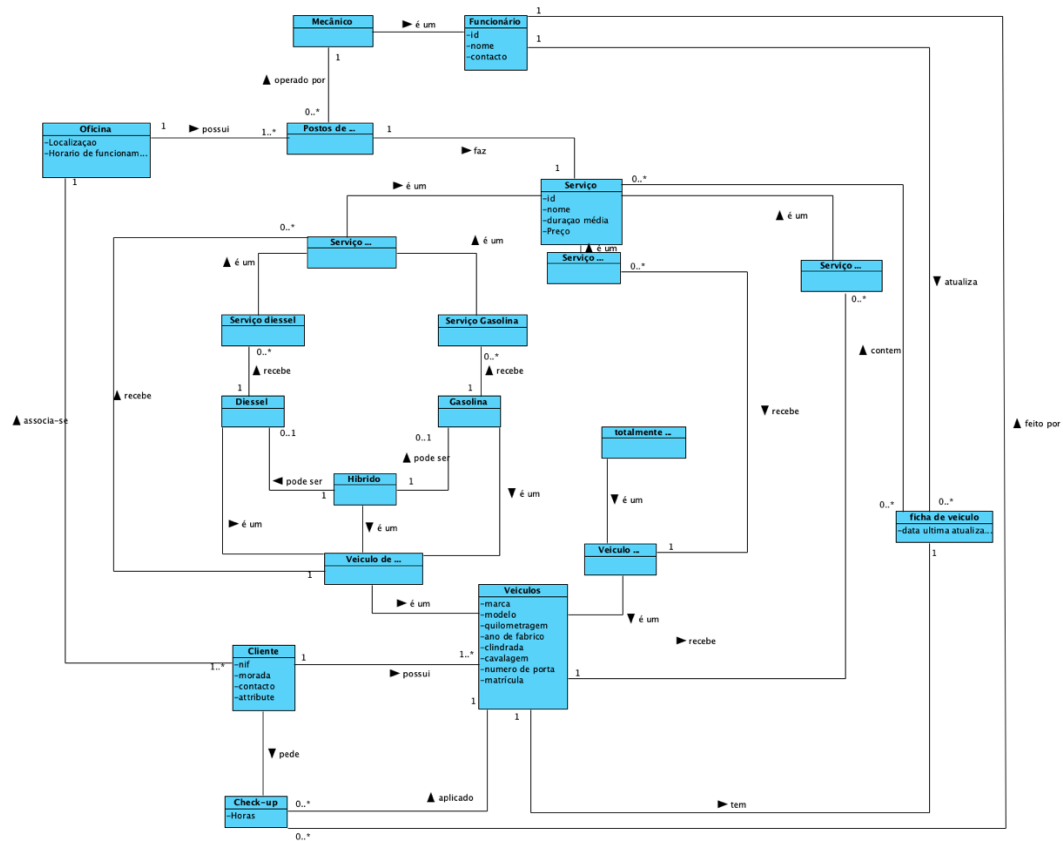 Mecânico
► é um
Funcionário
-id
-nome
-contacto
1
1
1
▲ operado por
0..*
Oficina
-Localizaçao
-Horario de funcionam...
1
► possui
1..*
Postos de ...
1
► faz
1
1
Serviço
-id
-nome
-duraçao média
-Preço
0..*
► é um
▲ é um
0..*
Serviço ...
▲ é um
▲ é um
▲ é um
Serviço ...
0..*
Serviço ...
0..*
▼ atualiza
Serviço diessel
0..*
Serviço Gasolina
0..*
▲ contem
▲ recebe
▲ recebe
1
1
▲ recebe
Diessel
0..1
Gasolina
0..1
▼ recebe
▲ associa-se
▲ feito por
totalmente ...
▲ pode ser
◄ pode ser
Hibrido
1
1
▼ é um
▼ é um
► é um
▼ é um
0..*
0..*
ficha de veiculo
-data ultima atualiza...
1
Veiculo de ...
1
Veiculo ...
1
► é um
▼ é um
Veiculos
-marca
-modelo
-quilometragem
-ano de fabrico
-clindrada
-cavalagem
-numero de porta
-matrícula
► recebe
1
1..*
Cliente
-nif
-morada
-contacto
-attribute
1
► possui
1..*
1
1
▼ pede
Check-up
-Horas
0..*
▲ aplicado
► tem
0..*